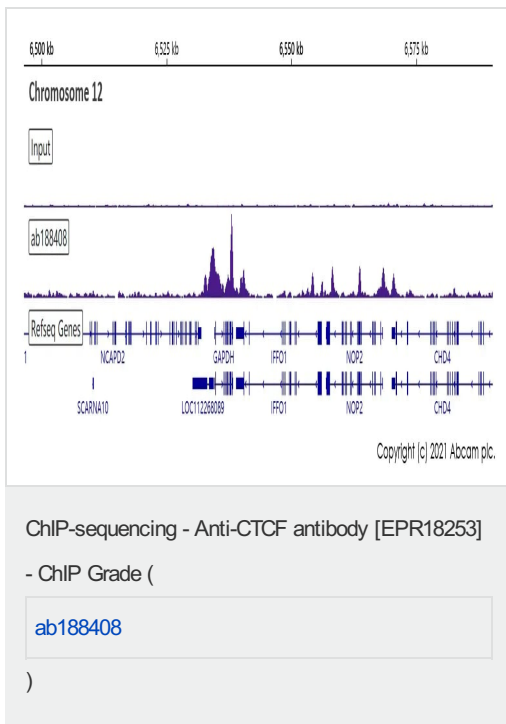 6,500 kb 6,525 kb 6,550 kb 6,575 kb
Chromosome 12
Input
ab188408
Refseq Genes
1 NCAPD2 GAPDH IFFO1 NOP2 CHD4
SCARNA10 LOC112268089 IFFO1 NOP2 CHD4
Copyright (c) 2021 Abcam plc.
ChIP-sequencing - Anti-CTCF antibody [EPR18253]
- ChIP Grade (
ab188408
)